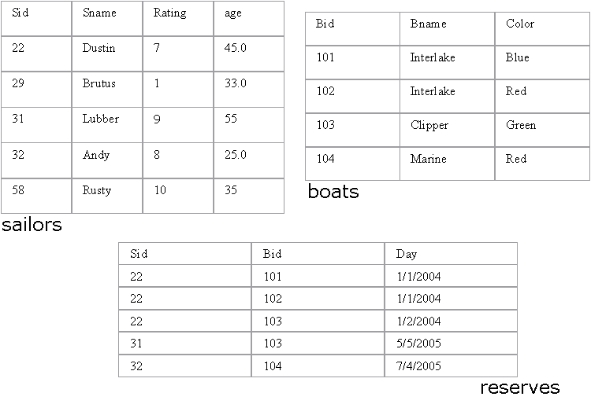 Sid Sname Rating age
22 Dustin 7 45.0
29 Brutus 1 33.0
31 Lubber 9 55
32 Andy 8 25.0
58 Rusty 10 35
sailors
Bid Bname Color
101 Interlake Blue
102 Interlake Red
103 Clipper Green
104 Marine Red
boats
Sid Bid Day
22 101 1/1/2004
22 102 1/1/2004
22 103 1/2/2004
31 103 5/5/2005
32 104 7/4/2005
reserves